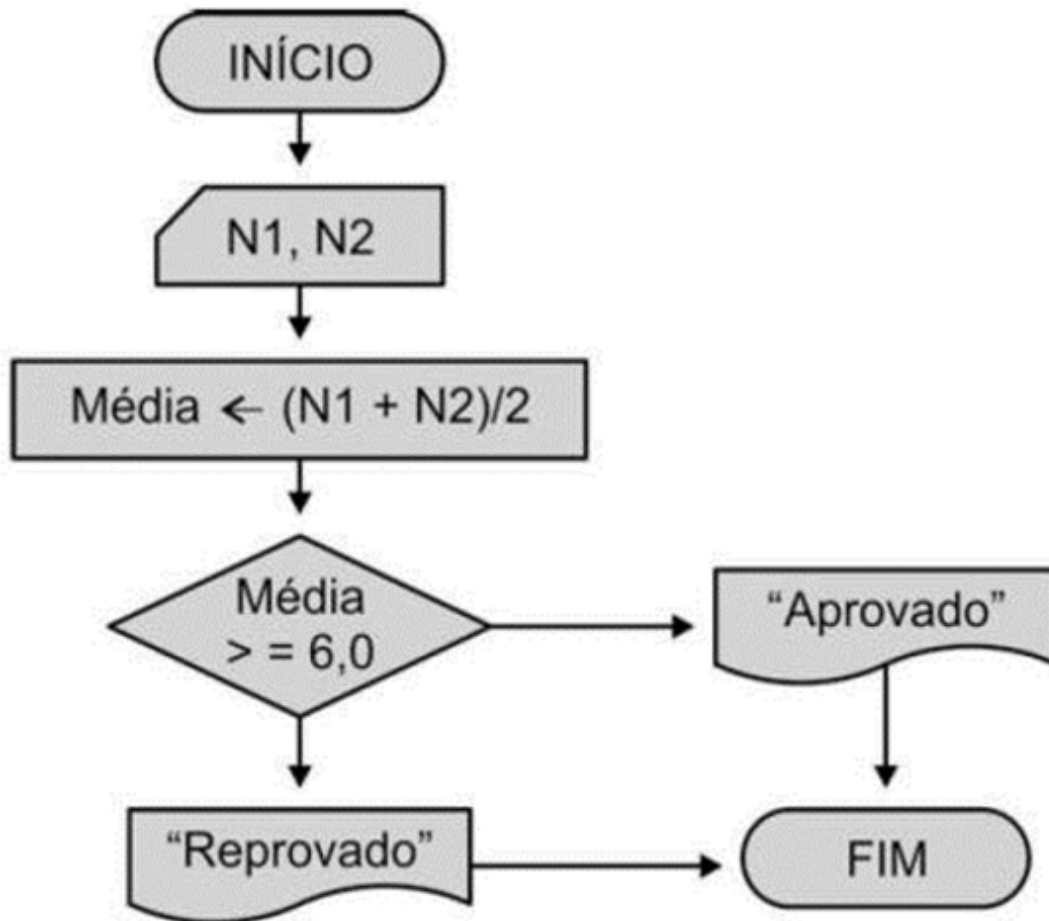 INÍCIO
N1, N2
Média ← (N1 + N2)/2
Média
> = 6,0
“Aprovado”
“Reprovado”
FIM